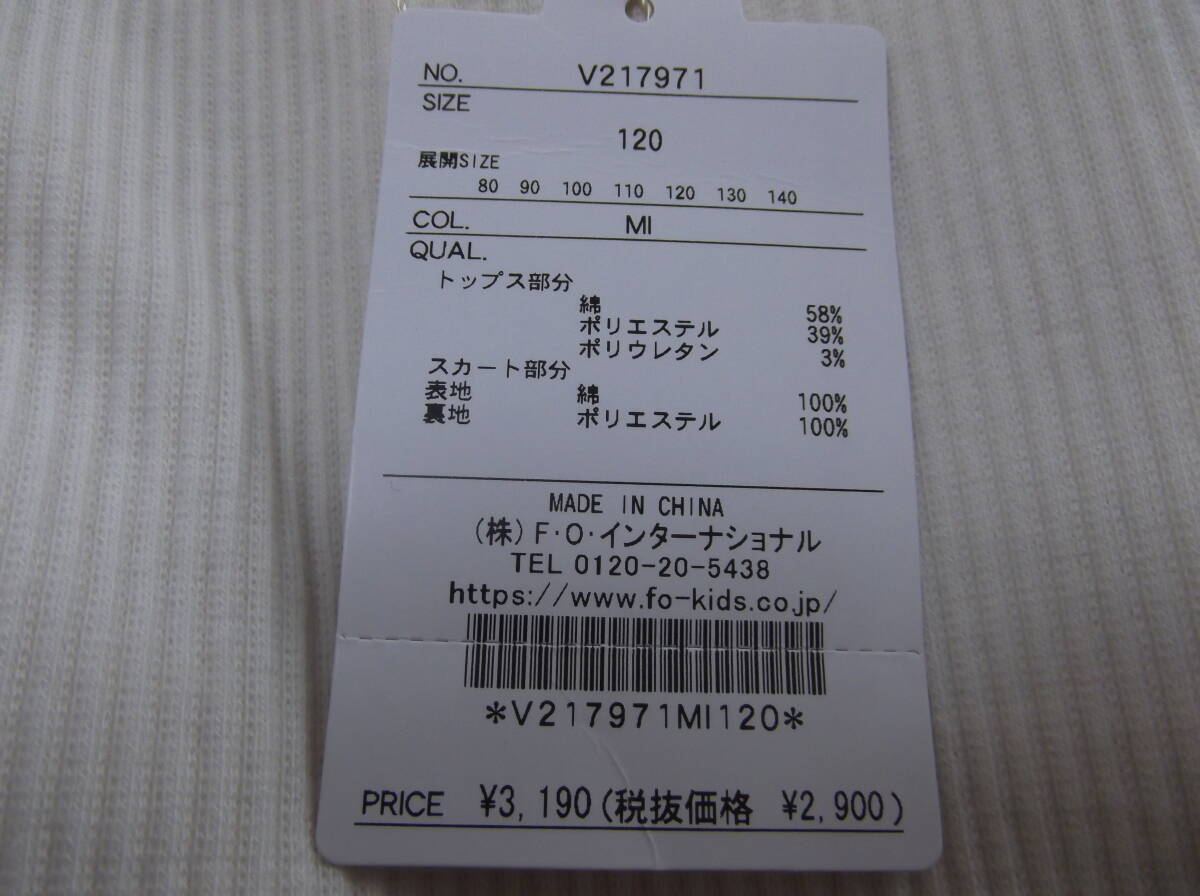 NO. V217971
SIZE
120
展開SIZE
80 90 100 110 120 130 140
COL. MI
QUAL.
トップス部分
綿 58%
ポリエステル 39%
ポリウレタン 3%
スカート部分
表地 綿 100%
裏地 ポリエステル 100%
MADE IN CHINA
(株)F·O·インターナショナル
TEL 0120-20-5438
https://www.fo-kids.co.jp/
*V217971MI120*
PRICE ¥3,190(税抜価格 ¥2,900)